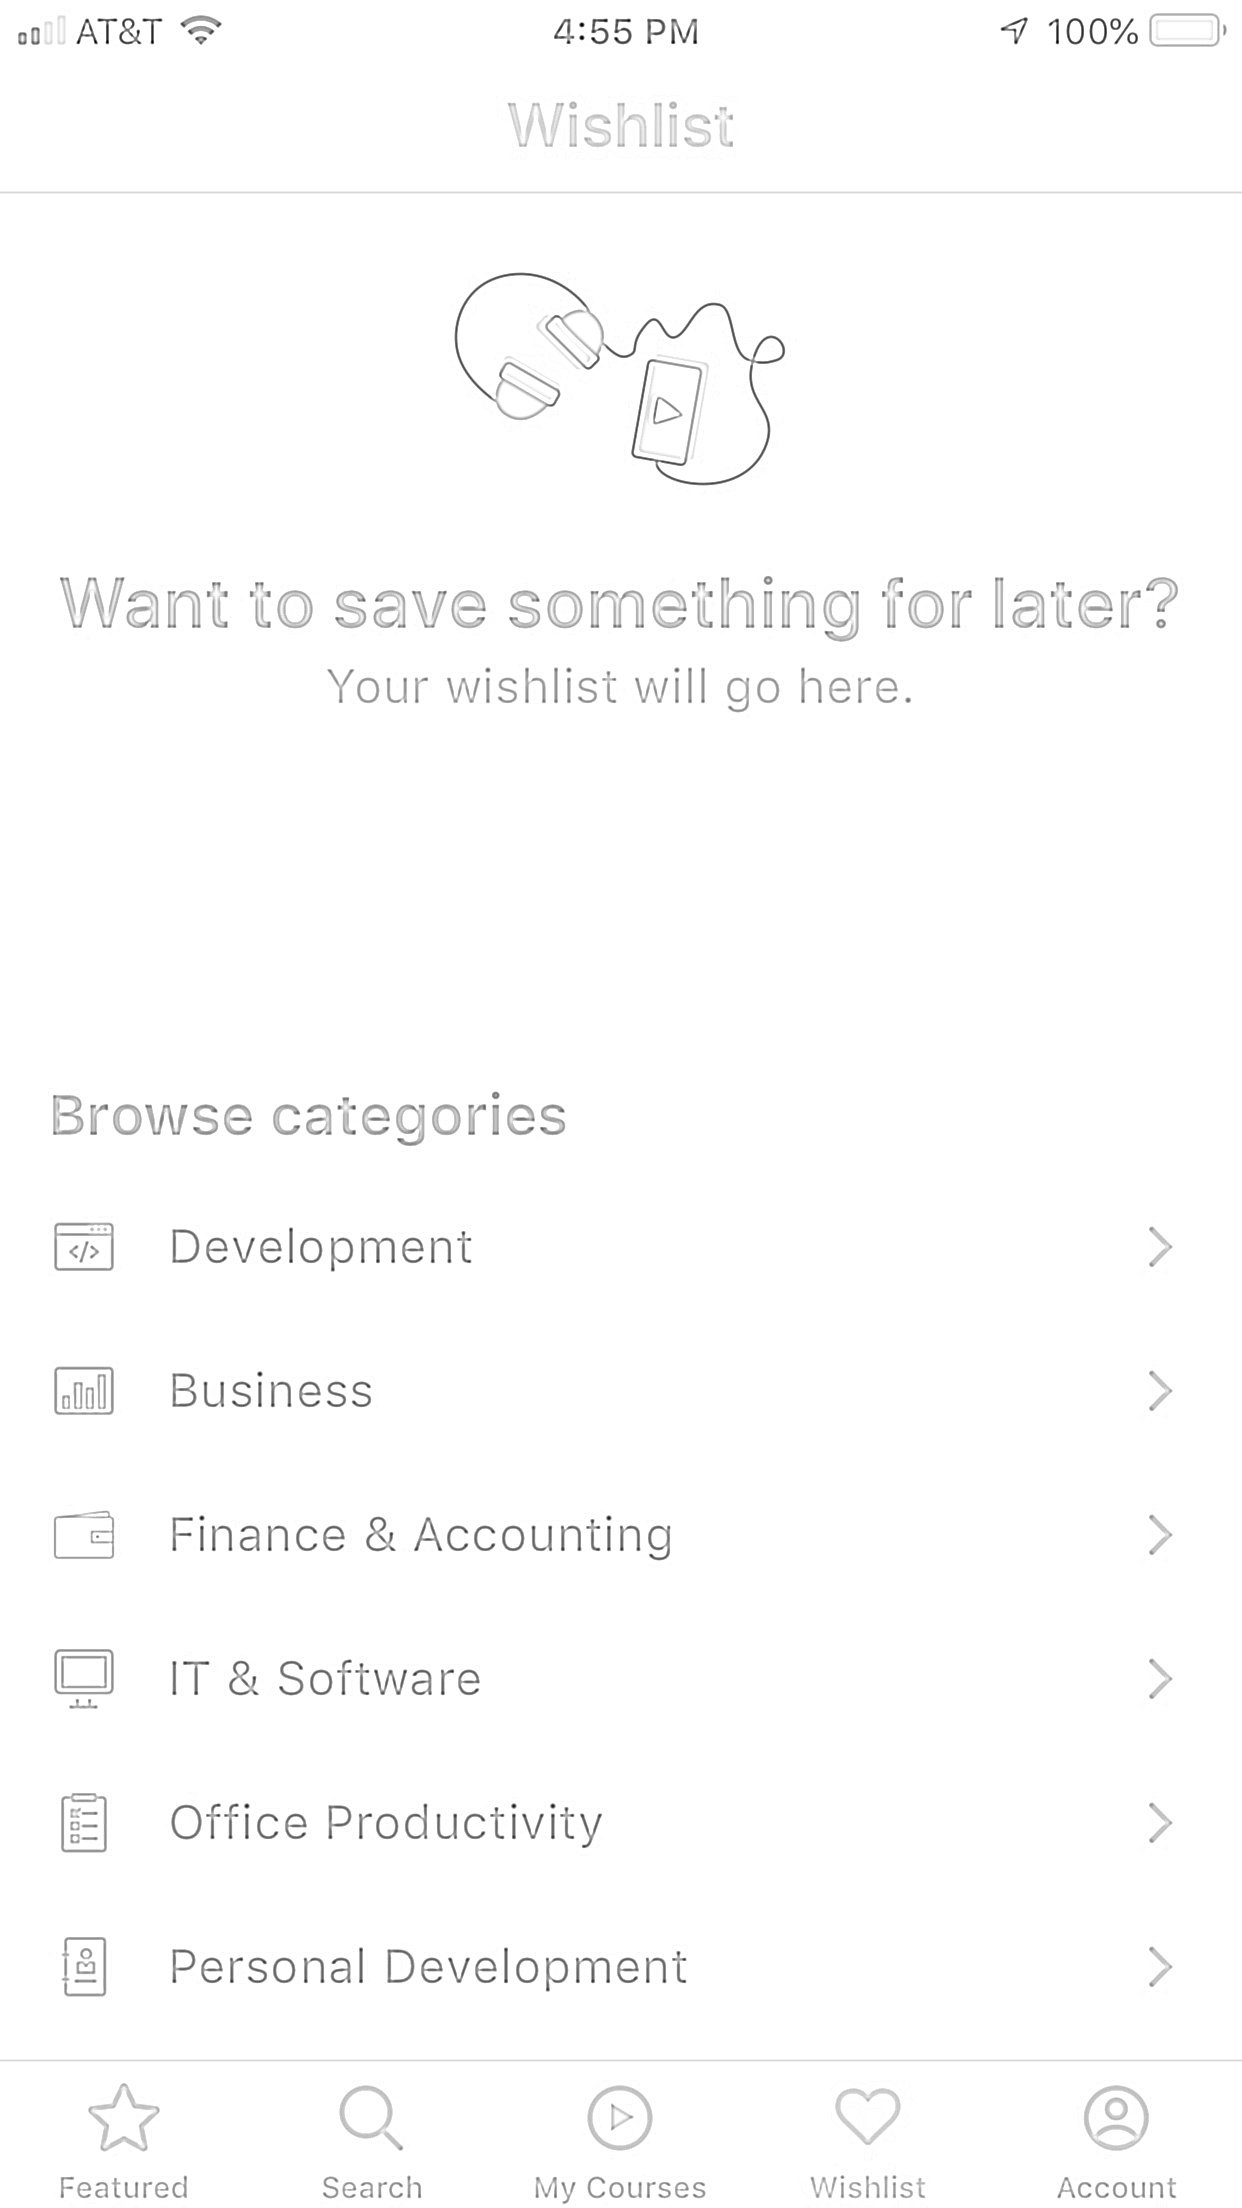 AT&T 4:55 PM 100%
Wishlist
Want to save something for later?
Your wishlist will go here.
Browse categories
</> Development
Business
Finance & Accounting
IT & Software
Office Productivity
Personal Development
Featured Search My Courses Wishlist Account